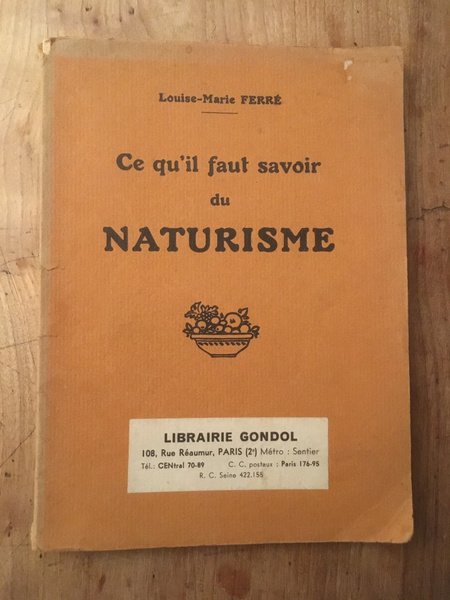 Louise-Marie FERRÉ
Ce qu'il faut savoir
du
NATURISME
LIBRAIRIE GONDOL
108, Rue Réaumur, PARIS (2e) Métro : Sentier
Tél.: CENtral 70-89 C. C. postaux : Paris 176-95
R. C. Seine 422.158